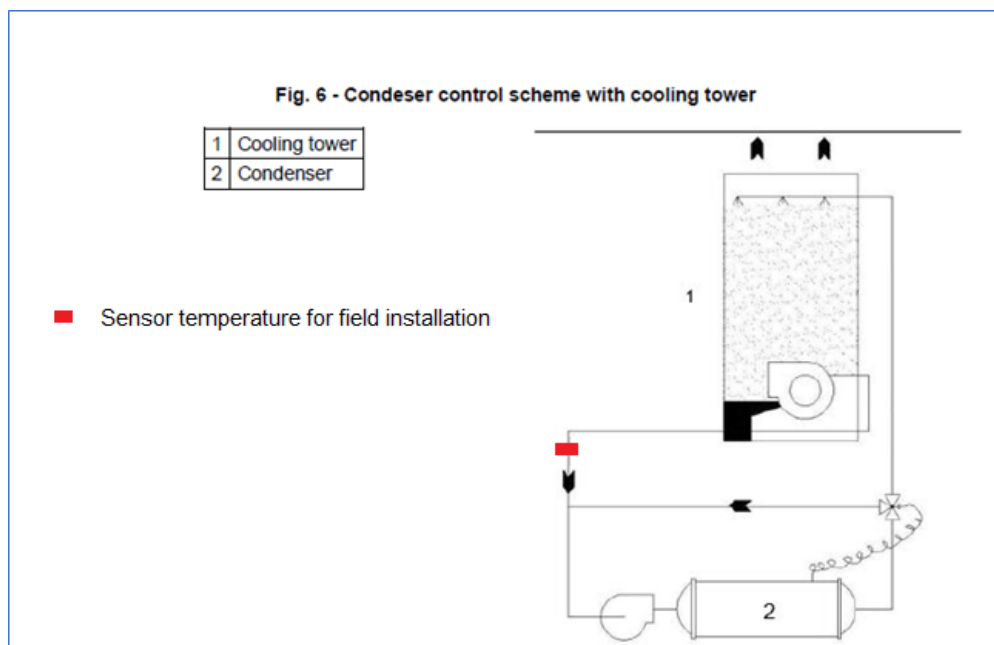 Fig. 6 - Condeser control scheme with cooling tower
1 Cooling tower
2 Condenser
1
Sensor temperature for field installation
2